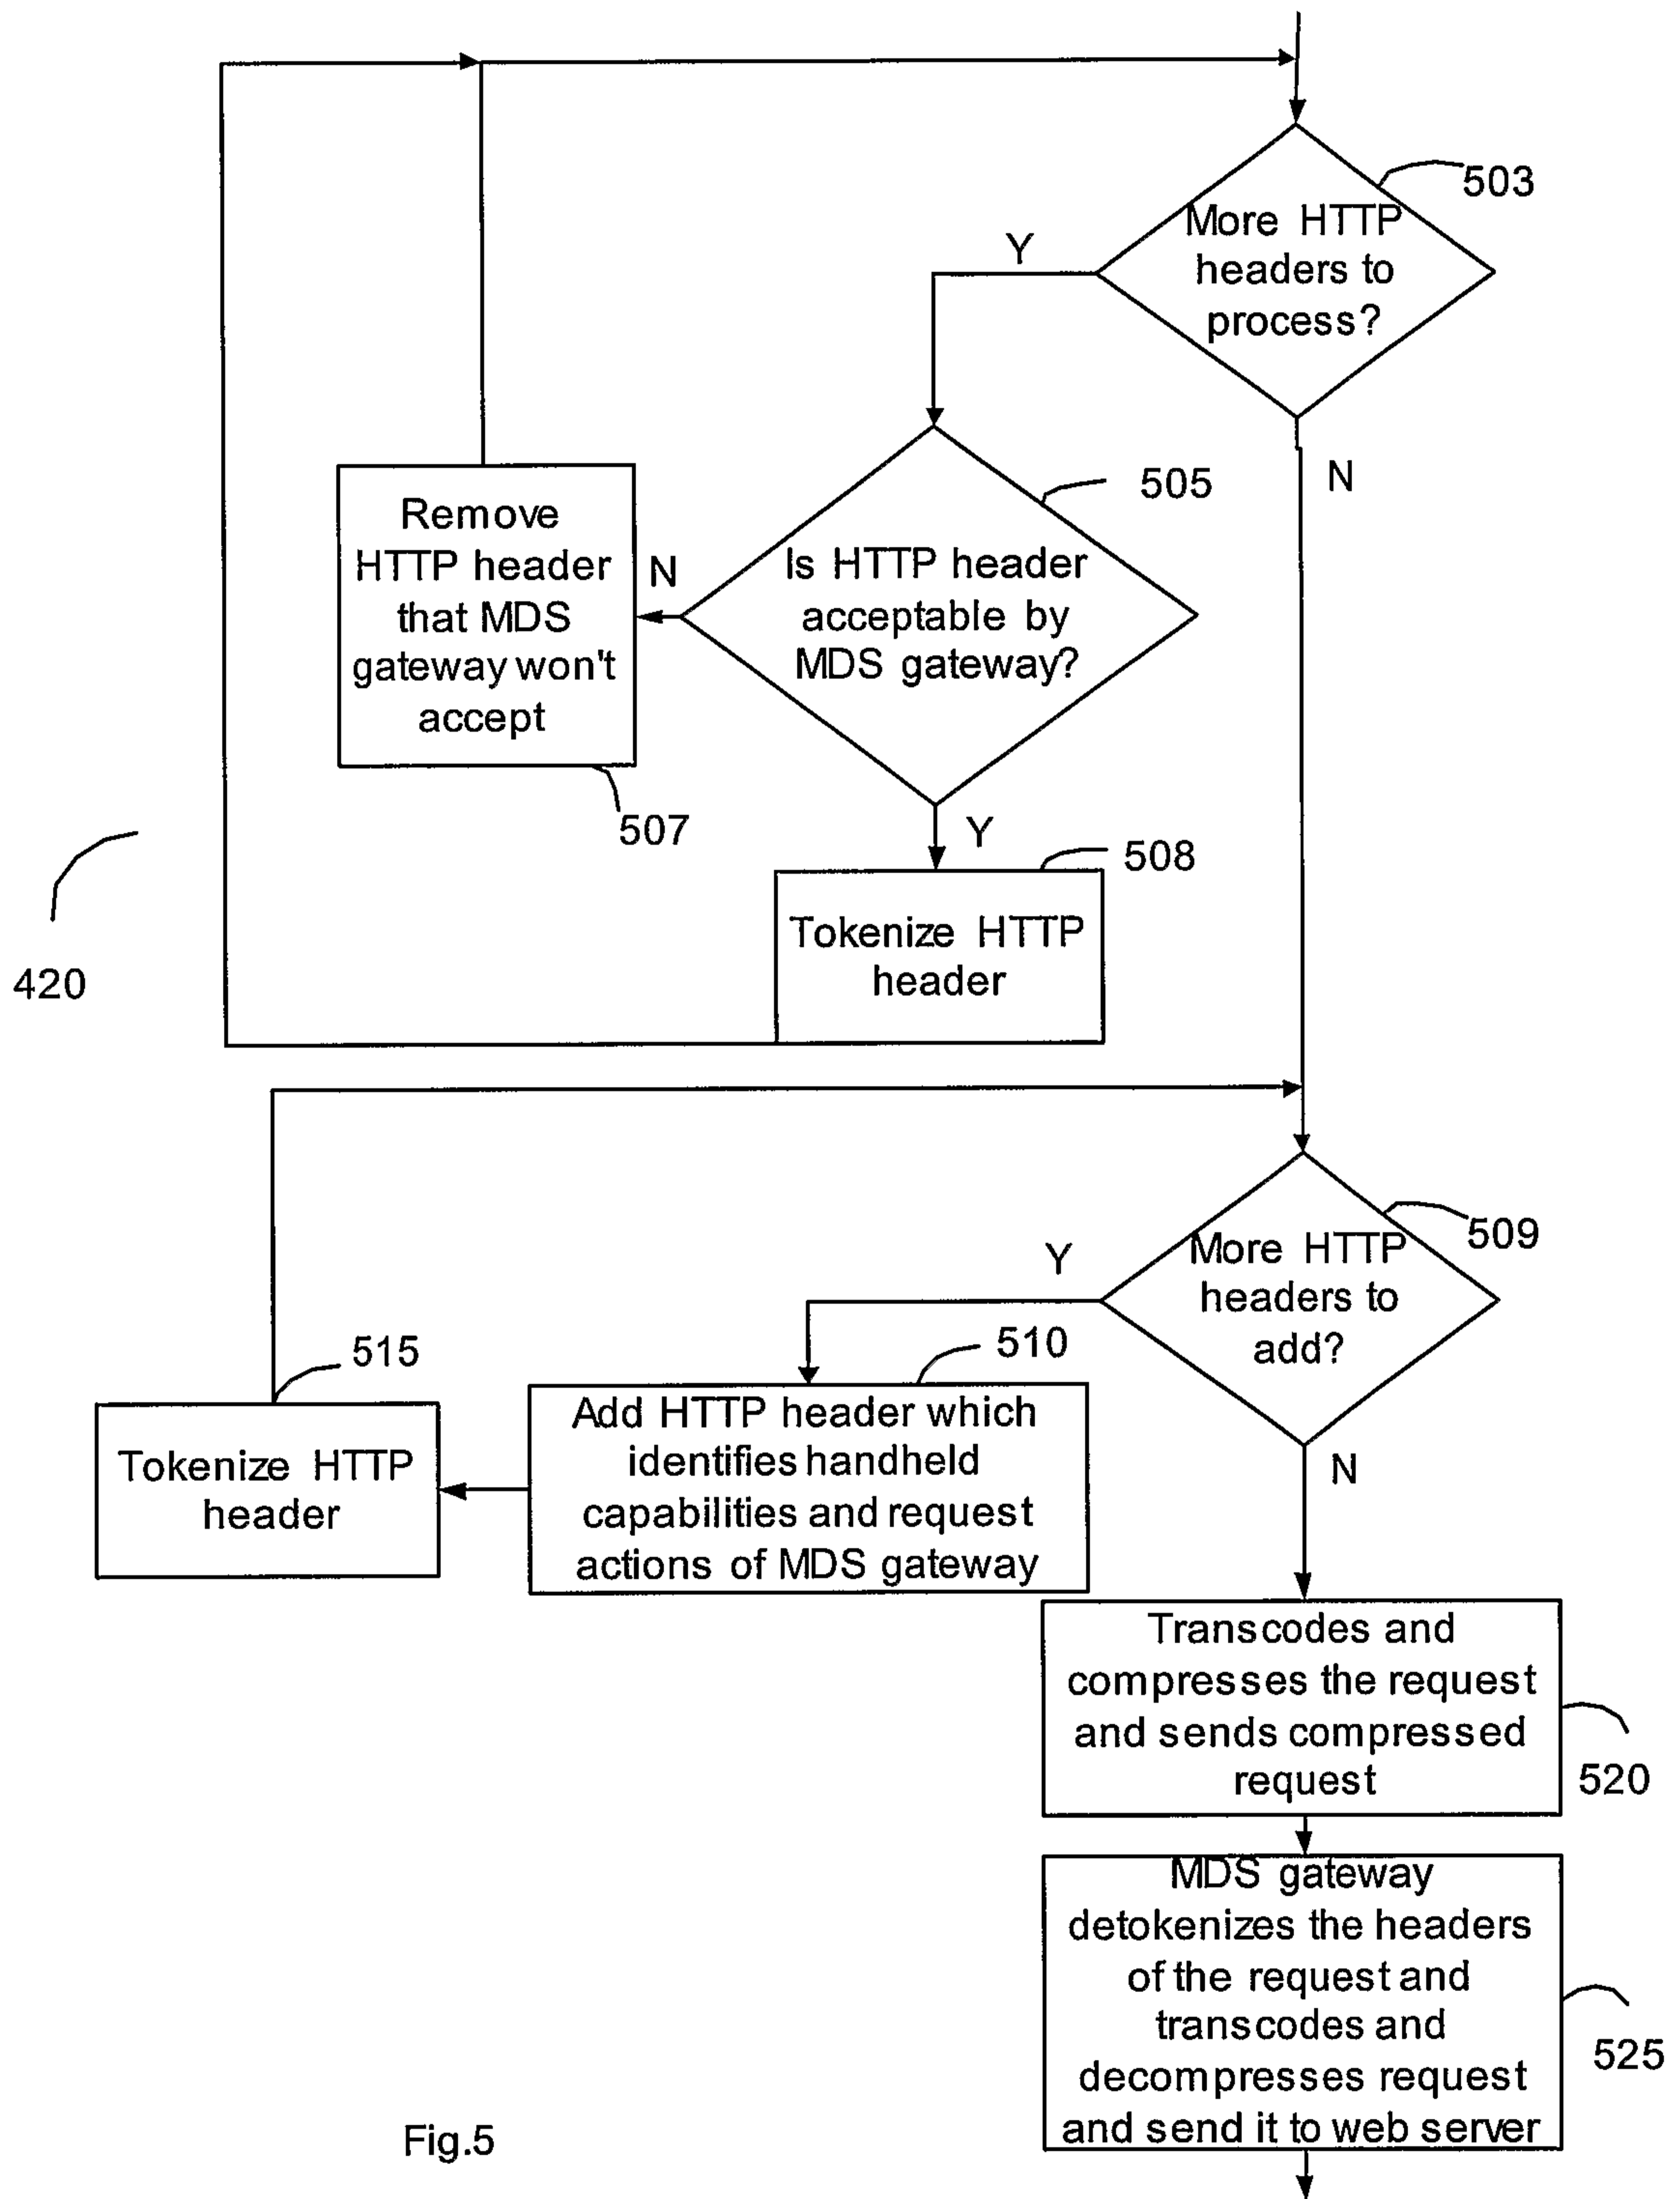 503
More HTTP
headers to
process?
Y
N
505
Is HTTP header
acceptable by
MDS gateway?
N
Remove
HTTP header
that MDS
gateway won't
accept
507
Y
508
Tokenize HTTP
header
420
509
More HTTP
headers to
add?
Y
510
Add HTTP header which
identifies handheld
capabilities and request
actions of MDS gateway
515
Tokenize HTTP
header
N
Transcodes and
compresses the request
and sends compressed
request
520
MDS gateway
detokenizes the headers
of the request and
transcodes and
decompresses request
and send it to web server
525
Fig.5